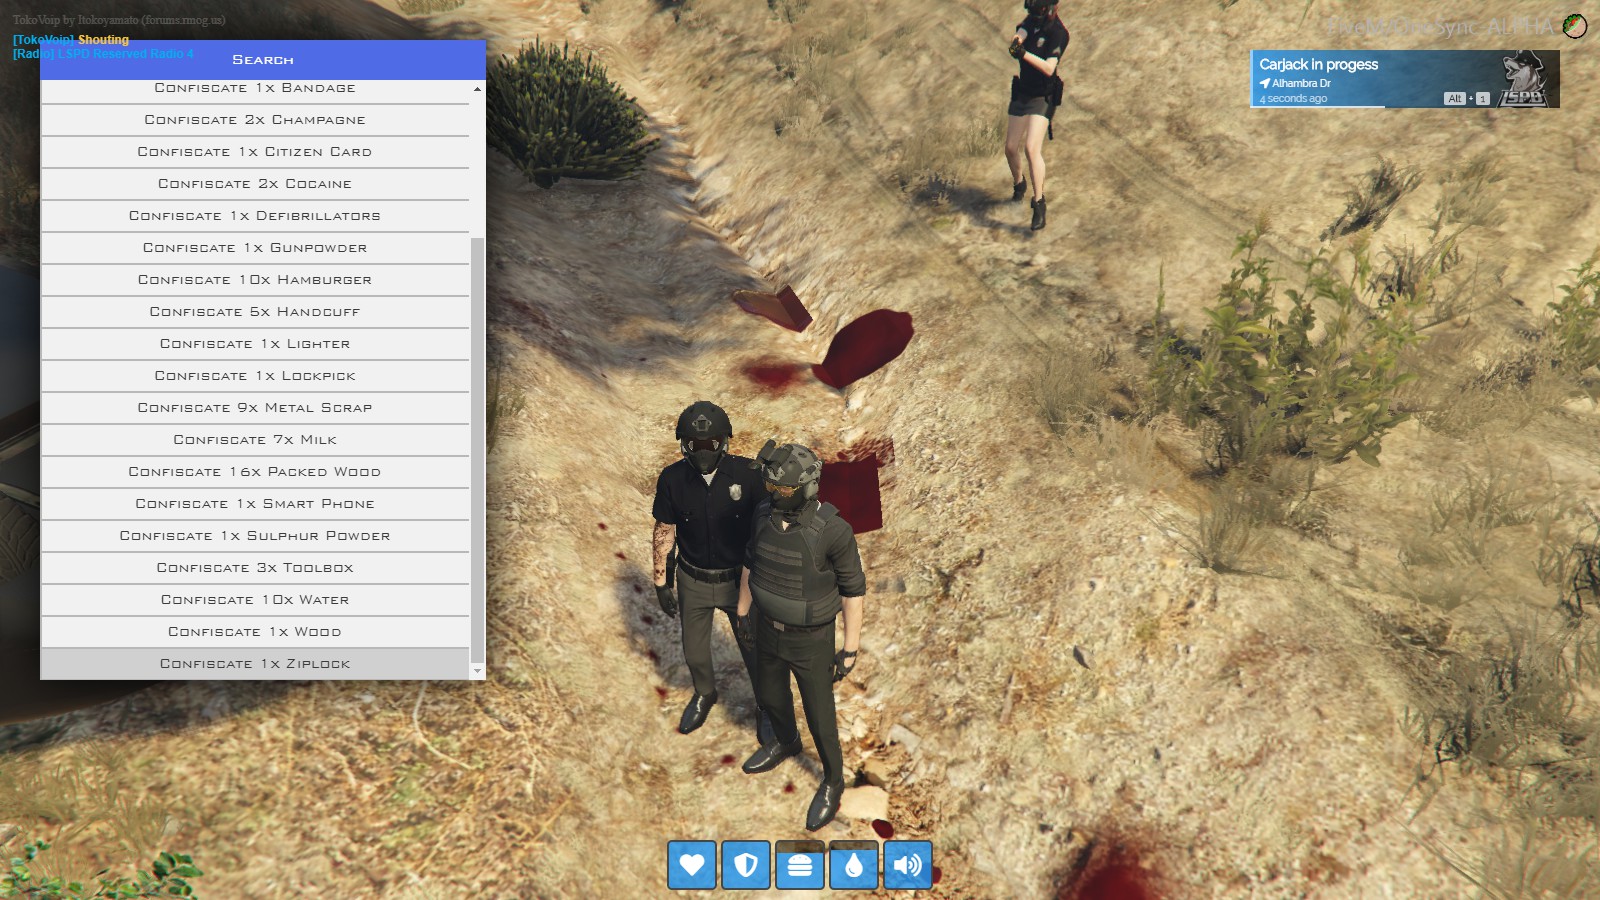 TokoVoip by Itokoyamato (forums.rmog.us)
[TokoVoip] Shouting
[Radio] LSPD Reserved Radio 4
Search
Confiscate 1x Bandage
Confiscate 2x Champagne
Confiscate 1x Citizen Card
Confiscate 2x Cocaine
Confiscate 1x Defibrillators
Confiscate 1x Gunpowder
Confiscate 10x Hamburger
Confiscate 5x Handcuff
Confiscate 1x Lighter
Confiscate 1x Lockpick
Confiscate 9x Metal Scrap
Confiscate 7x Milk
Confiscate 16x Packed Wood
Confiscate 1x Smart Phone
Confiscate 1x Sulphur Powder
Confiscate 3x Toolbox
Confiscate 10x Water
Confiscate 1x Wood
Confiscate 1x Ziplock
FiveM OneSync ALPHA
Carjack in progess
Alhambra Dr
4 seconds ago
Alt + 1
LSPD